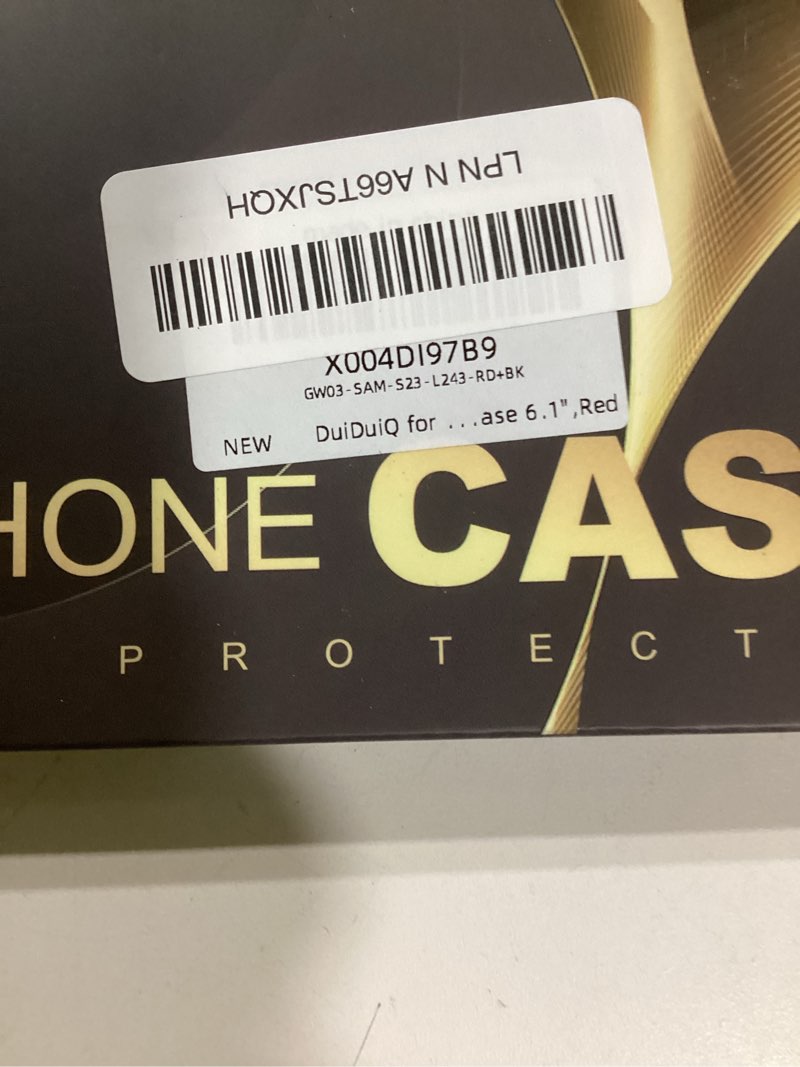 LPN N A66TSJXQH
X004DI97B9
GW03-SAM-S23-L243-RD+BK
NEW DuiDuiQ for ...ase 6.1",Red
HONE CAS
PROTECT